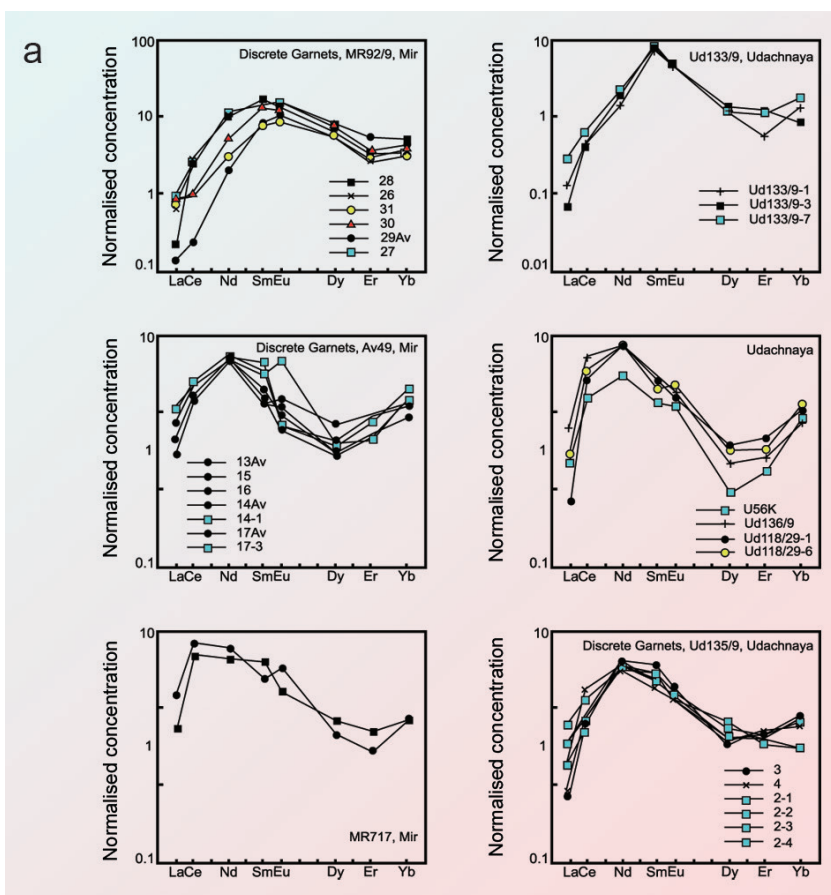 a
Discrete Garnets, MR92/9, Mir
Normalised concentration
100
10
1
0.1
28
26
31
30
29Av
27
LaCe Nd SmEu Dy Er Yb
Ud133/9, Udachnaya
Normalised concentration
10
1
0.1
0.01
Ud133/9-1
Ud133/9-3
Ud133/9-7
LaCe Nd SmEu Dy Er Yb
Discrete Garnets, Av49, Mir
Normalised concentration
10
1
0.1
13Av
15
16
14Av
14-1
17Av
17-3
LaCe Nd SmEu Dy Er Yb
Udachnaya
Normalised concentration
10
1
0.1
U56K
Ud136/9
Ud118/29-1
Ud118/29-6
LaCe Nd SmEu Dy Er Yb
Normalised concentration
10
1
0.1
MR717, Mir
LaCe Nd SmEu Dy Er Yb
Discrete Garnets, Ud135/9, Udachnaya
Normalised concentration
10
1
0.1
3
4
2-1
2-2
2-3
2-4
LaCe Nd SmEu Dy Er Yb